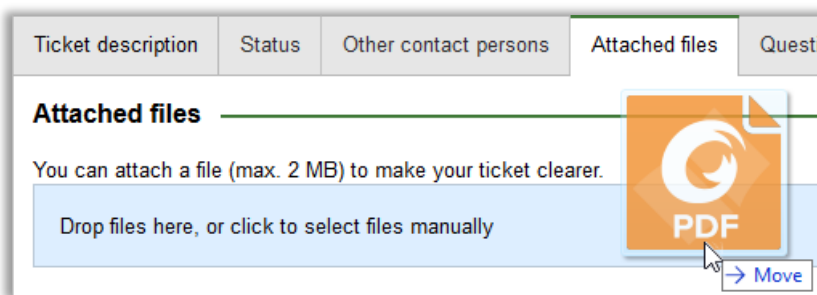 Ticket description Status Other contact persons Attached files Quest
Attached files
You can attach a file (max. 2 MB) to make your ticket clearer.
Drop files here, or click to select files manually
PDF
→ Move